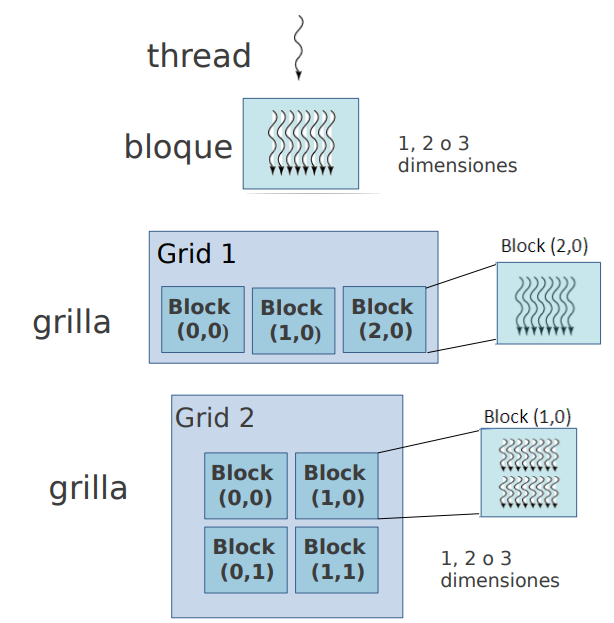 thread
bloque
1, 2 o 3
dimensiones
Grid 1
Block (2,0)
grilla
Block
(0,0)
Block
(1,0)
Block
(2,0)
Grid 2
Block (1,0)
grilla
Block
(0,0)
Block
(1,0)
Block
(0,1)
Block
(1,1)
1, 2 o 3
dimensiones